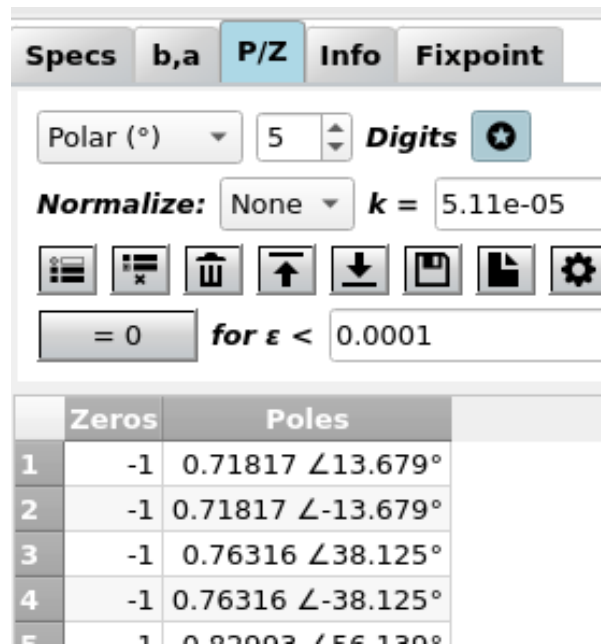 Specs b,a P/Z Info Fixpoint
Polar (°) 5 Digits
Normalize: None k = 5.11e-05
= 0 for ε < 0.0001
Zeros Poles
1 -1 0.71817 ∠13.679°
2 -1 0.71817 ∠-13.679°
3 -1 0.76316 ∠38.125°
4 -1 0.76316 ∠-38.125°